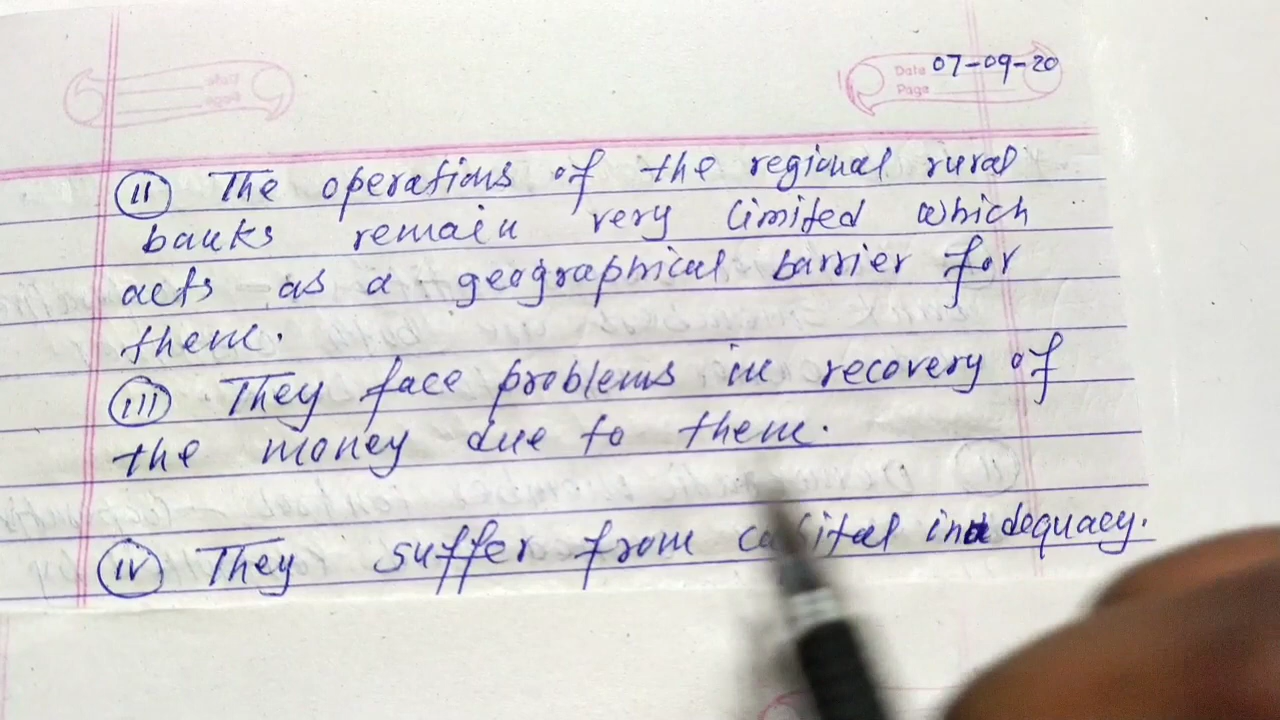 Date 07-09-20
Page
(II) The operations of the regional rural
banks remain very limited which
acts as a geographical barrier for
them.
(III) They face problems in recovery of
the money due to them.
(IV) They suffer from capital inadequacy.